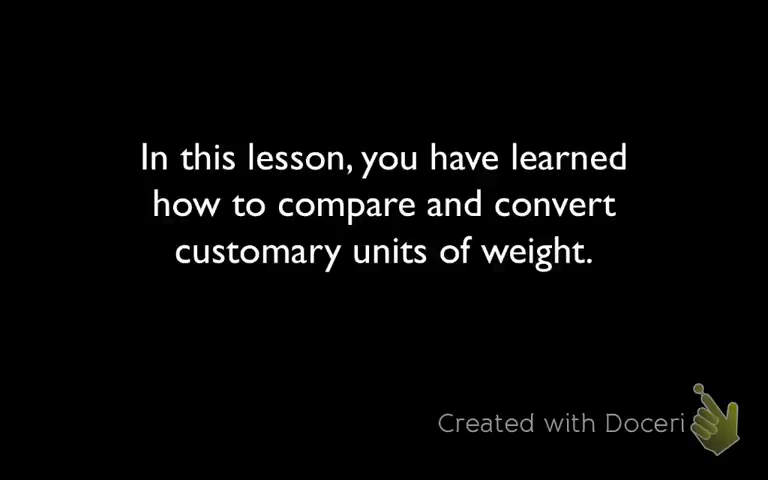 In this lesson, you have learned
how to compare and convert
customary units of weight.
Created with Doceri